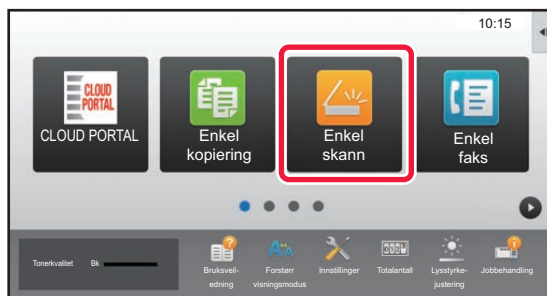 10:15
CLOUD
PORTAL
CLOUD PORTAL
Enkel
kopiering
Enkel
skann
Enkel
faks
Tonerkvalitet
Bk
Bruksveil-
edning
Forstørr
visningsmodus
Innstillinger
Totalantall
Lysstyrke-
justering
Jobbehandling